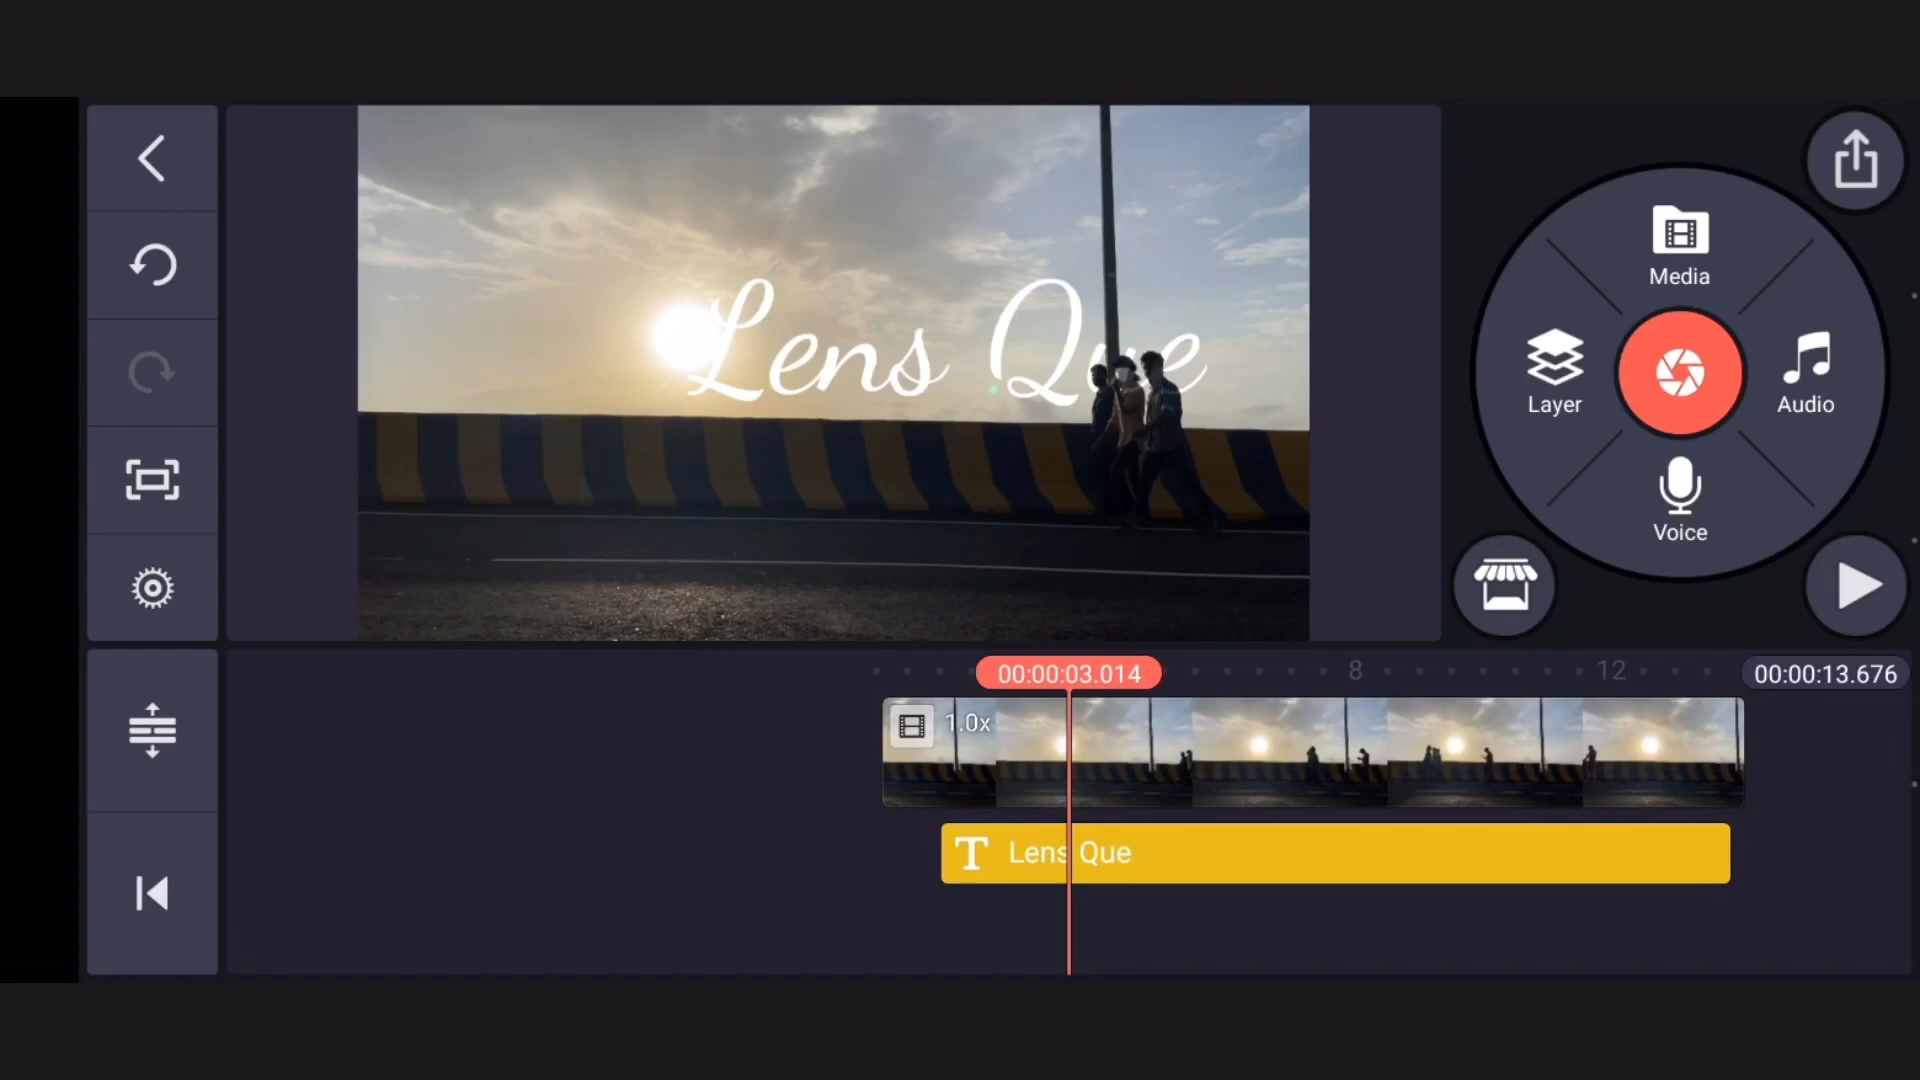 Lens Que
Media
Layer
Audio
Voice
00:00:03.014
8
12
00:00:13.676
1.0x
T Lens Que